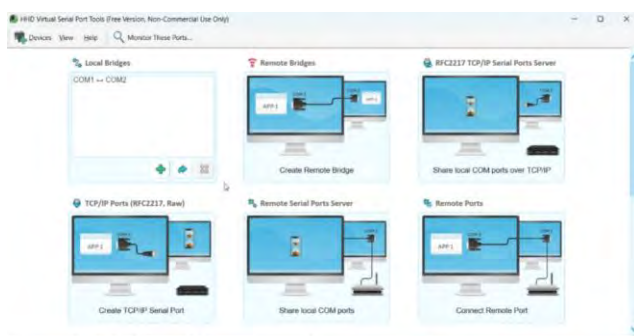 HHD Virtual Serial Port Tools (Free Version, Non-Commercial Use Only)
Devices View Help Monitor These Ports...
Local Bridges
COM1 ↔ COM2
Remote Bridges
APP 1
Create Remote Bridge
RFC2217 TCP/IP Serial Ports Server
Share local COM ports over TCP/IP
TCP/IP Ports (RFC2217, Raw)
APP 1
Create TCP/IP Serial Port
Remote Serial Ports Server
Share local COM ports
Remote Ports
APP 1
Connect Remote Port